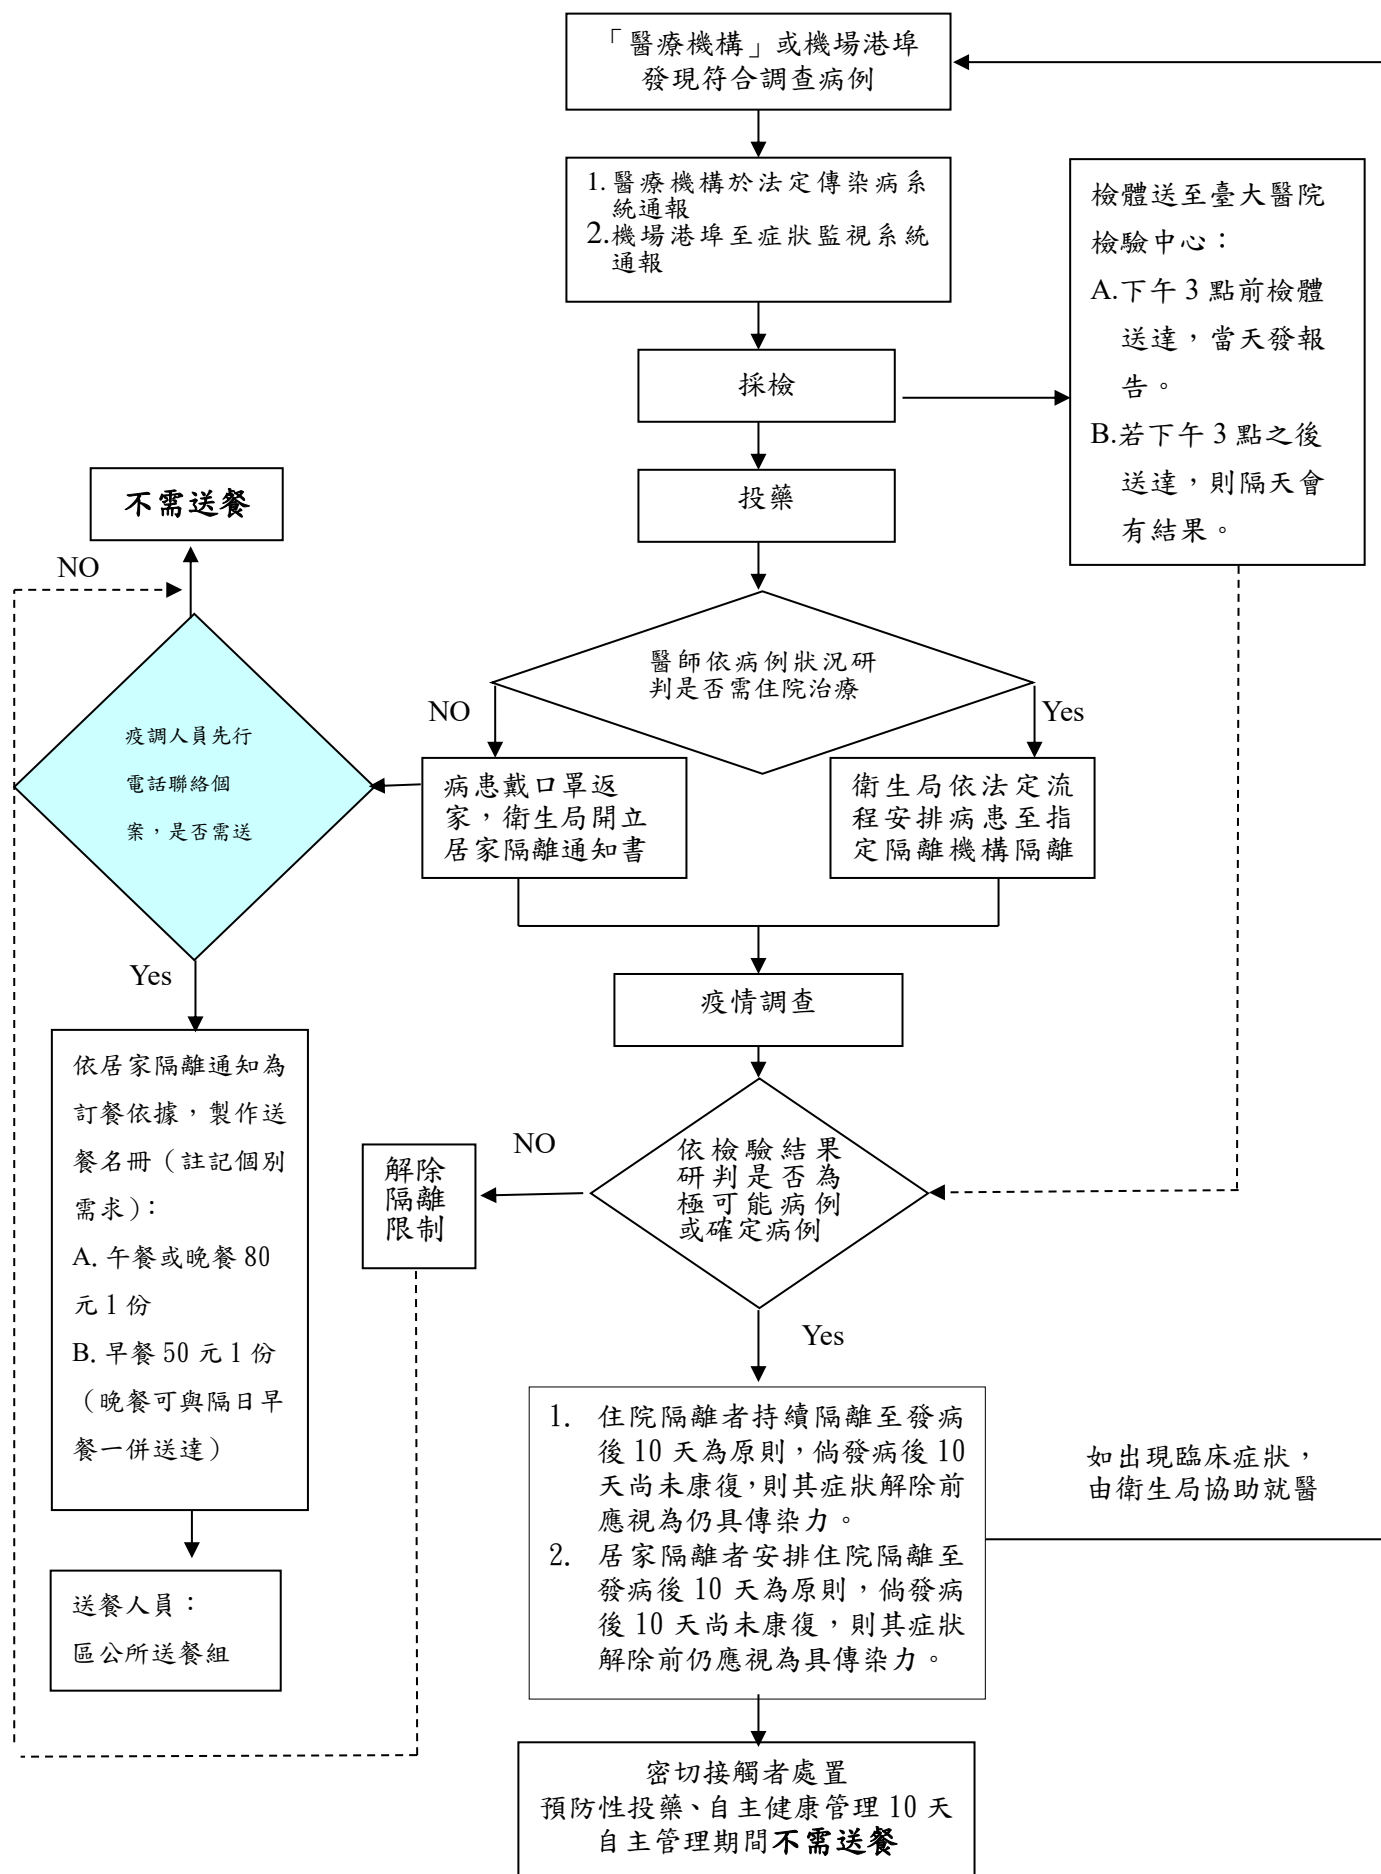 「醫療機構」或機場港埠
發現符合調查病例
1. 醫療機構於法定傳染病系
統通報
2.機場港埠至症狀監視系統
通報
檢體送至臺大醫院
檢驗中心：
A.下午 3 點前檢體
送達，當天發報
告。
B.若下午 3 點之後
送達，則隔天會
有結果。
採檢
投藥
不需送餐
NO
醫師依病例狀況研
判是否需住院治療
NO
Yes
疫調人員先行
電話聯絡個
案，是否需送
病患戴口罩返
家，衛生局開立
居家隔離通知書
衛生局依法定流
程安排病患至指
定隔離機構隔離
Yes
疫情調查
依居家隔離通知為
訂餐依據，製作送
餐名冊（註記個別
需求）：
A. 午餐或晚餐 80
元 1 份
B. 早餐 50 元 1 份
（晚餐可與隔日早
餐一併送達）
NO
解除
隔離
限制
依檢驗結果
研判是否為
極可能病例
或確定病例
Yes
1. 住院隔離者持續隔離至發病
後 10 天為原則，倘發病後 10
天尚未康復，則其症狀解除前
應視為仍具傳染力。
2. 居家隔離者安排住院隔離至
發病後 10 天為原則，倘發病
後 10 天尚未康復，則其症狀
解除前仍應視為具傳染力。
如出現臨床症狀，
由衛生局協助就醫
送餐人員：
區公所送餐組
密切接觸者處置
預防性投藥、自主健康管理 10 天
自主管理期間不需送餐